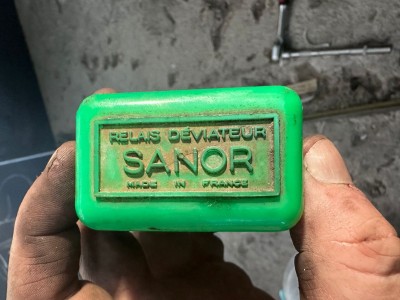 RELAIS DÉVIATEUR
SANOR
MADE IN FRANCE